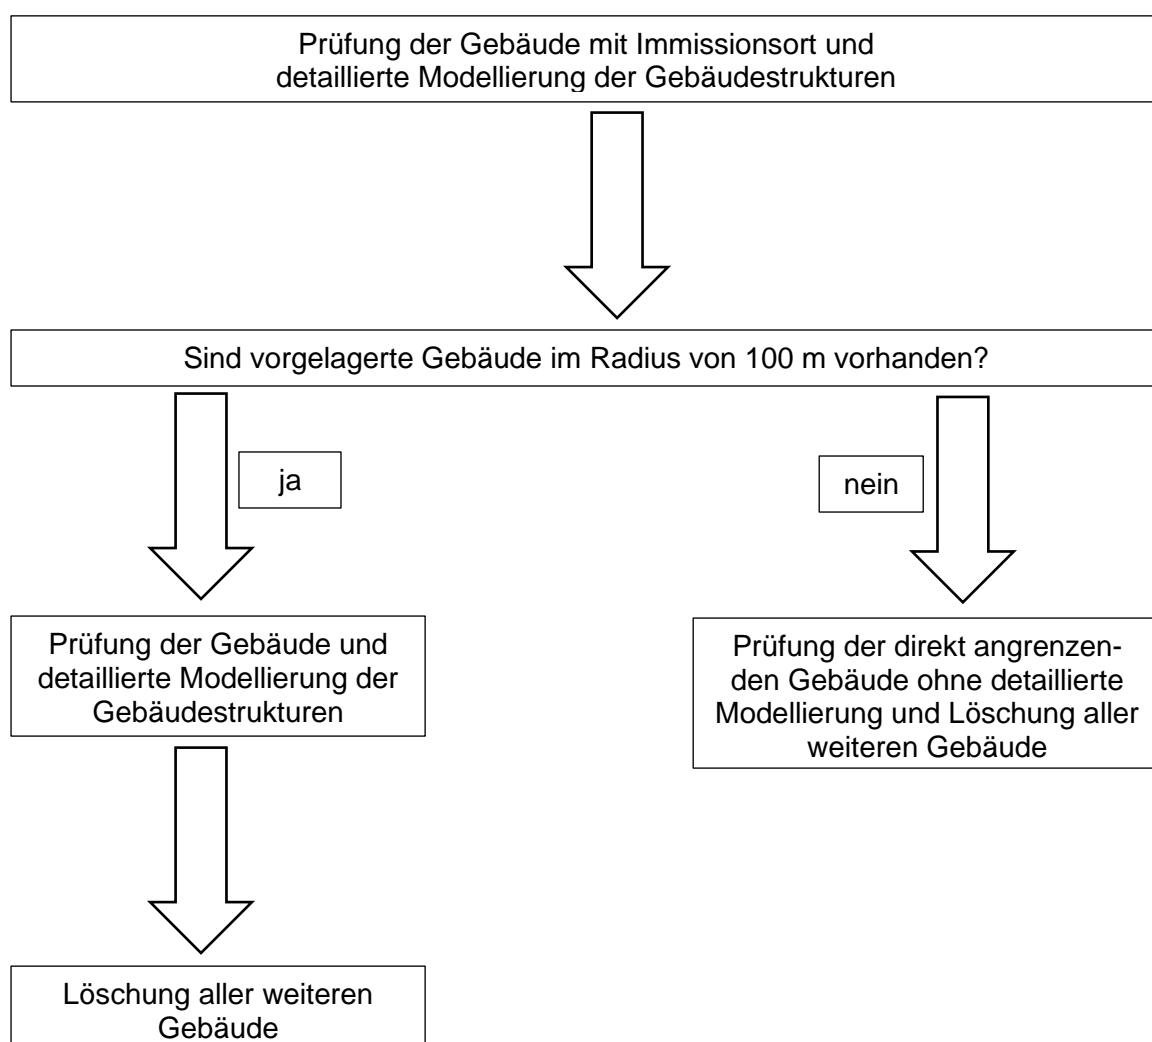 Prüfung der Gebäude mit Immissionsort und
detaillierte Modellierung der Gebäudestrukturen
Sind vorgelagerte Gebäude im Radius von 100 m vorhanden?
ja
nein
Prüfung der Gebäude und
detaillierte Modellierung der
Gebäudestrukturen
Prüfung der direkt angrenzen-
den Gebäude ohne detaillierte
Modellierung und Löschung aller
weiteren Gebäude
Löschung aller weiteren
Gebäude